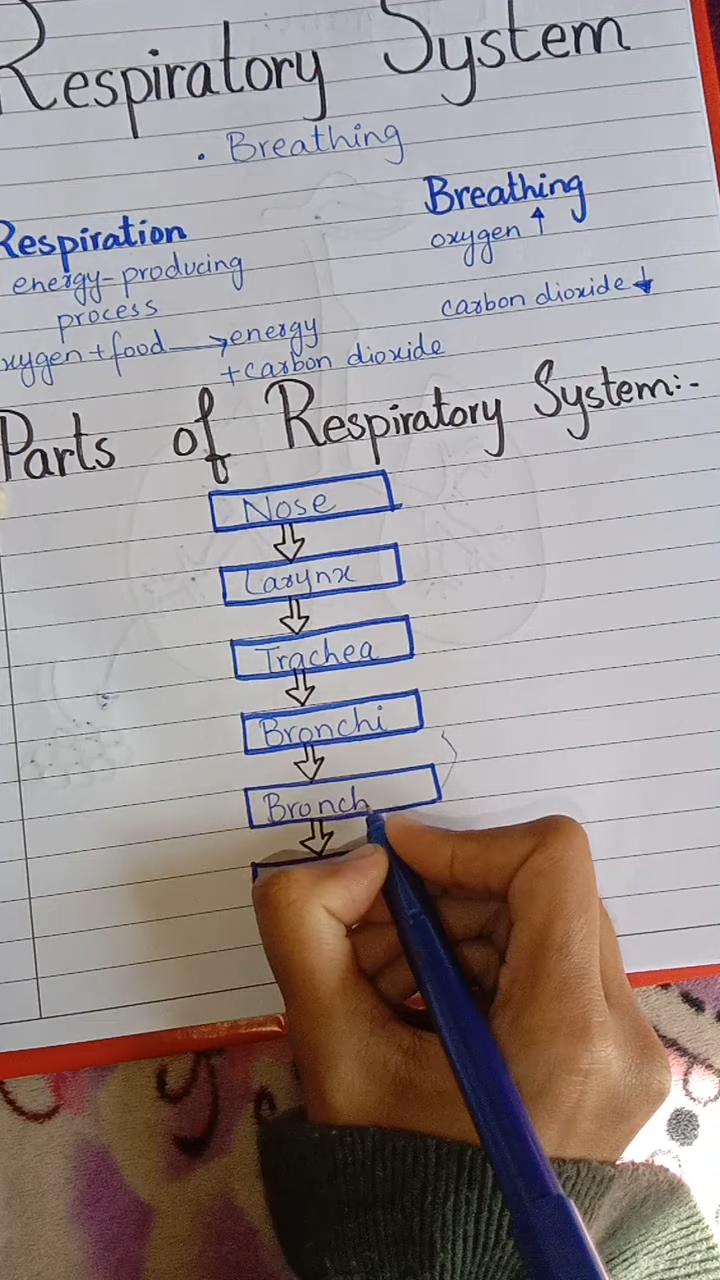 Respiratory System
. Breathing
Respiration
Breathing
energy-producing
process
oxygen ↑
carbon dioxide ↓
oxygen + food → energy
+ carbon dioxide
Parts of Respiratory System:-
Nose
Larynx
Trachea
Bronchi
Bronch